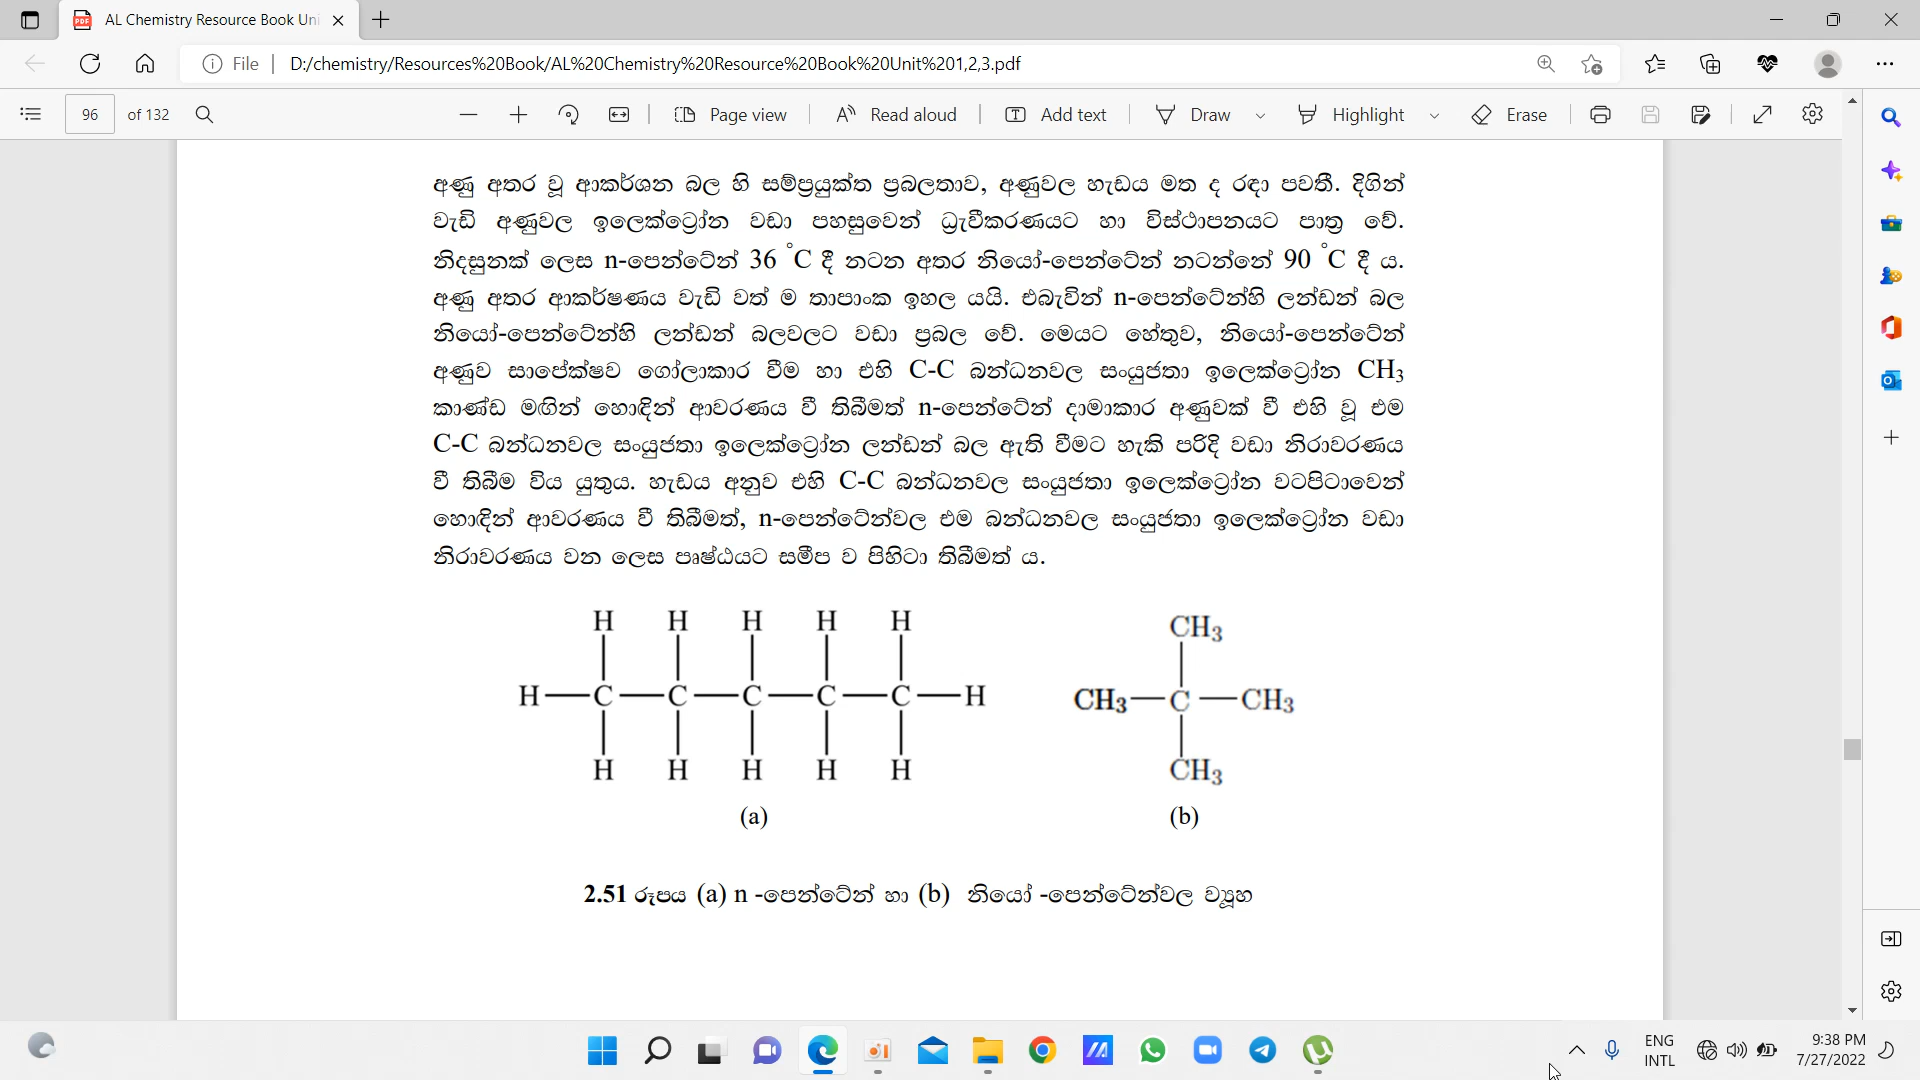 AL Chemistry Resource Book Uni
File
D:/chemistry/Resources%20Book/AL%20Chemistry%20Resource%20Book%20Unit%201,2,3.pdf
96 of 132
Page view
Read aloud
Add text
Draw
Highlight
Erase
අණු අතර වූ ආකර්ශන බල හි සම්ප්‍රයුක්ත ප්‍රබලතාව, අණුවල හැඩය මත ද රඳා පවතී. දිගින්
වැඩි අණුවල ඉලෙක්ට්‍රෝන වඩා පහසුවෙන් ධ්‍රැවීකරණයට හා විස්ථාපනයට පාත්‍ර වේ.
නිදසුනක් ලෙස n-පෙන්ටේන් 36 °C දී නටන අතර නියෝ-පෙන්ටේන් නටන්නේ 90 °C දී ය.
අණු අතර ආකර්ෂණය වැඩි වත් ම තාපාංක ඉහල යයි. එබැවින් n-පෙන්ටේන්හි ලන්ඩන් බල
නියෝ-පෙන්ටේන්හි ලන්ඩන් බලවලට වඩා ප්‍රබල වේ. මෙයට හේතුව, නියෝ-පෙන්ටේන්
අණුව සාපේක්ෂව ගෝලාකාර වීම හා එහි C-C බන්ධනවල සංයුජතා ඉලෙක්ට්‍රෝන CH3
කාණ්ඩ මඟින් හොඳින් ආවරණය වී තිබීමත් n-පෙන්ටේන් දාමාකාර අණුවක් වී එහි වූ එම
C-C බන්ධනවල සංයුජතා ඉලෙක්ට්‍රෝන ලන්ඩන් බල ඇති වීමට හැකි පරිදි වඩා නිරාවරණය
වී තිබීම විය යුතුය. හැඩය අනුව එහි C-C බන්ධනවල සංයුජතා ඉලෙක්ට්‍රෝන වටපිටාවෙන්
හොඳින් ආවරණය වී තිබීමත්, n-පෙන්ටේන්වල එම බන්ධනවල සංයුජතා ඉලෙක්ට්‍රෝන වඩා
නිරාවරණය වන ලෙස පෘෂ්ඨයට සමීප ව පිහිටා තිබීමත් ය.
H H H H H
H C C C C C H
H H H H H
(a)
CH3
CH3 C CH3
CH3
(b)
2.51 රූපය (a) n -පෙන්ටේන් හා (b) නියෝ -පෙන්ටේන්වල ව්‍යූහ
ENG
INTL
9:38 PM
7/27/2022